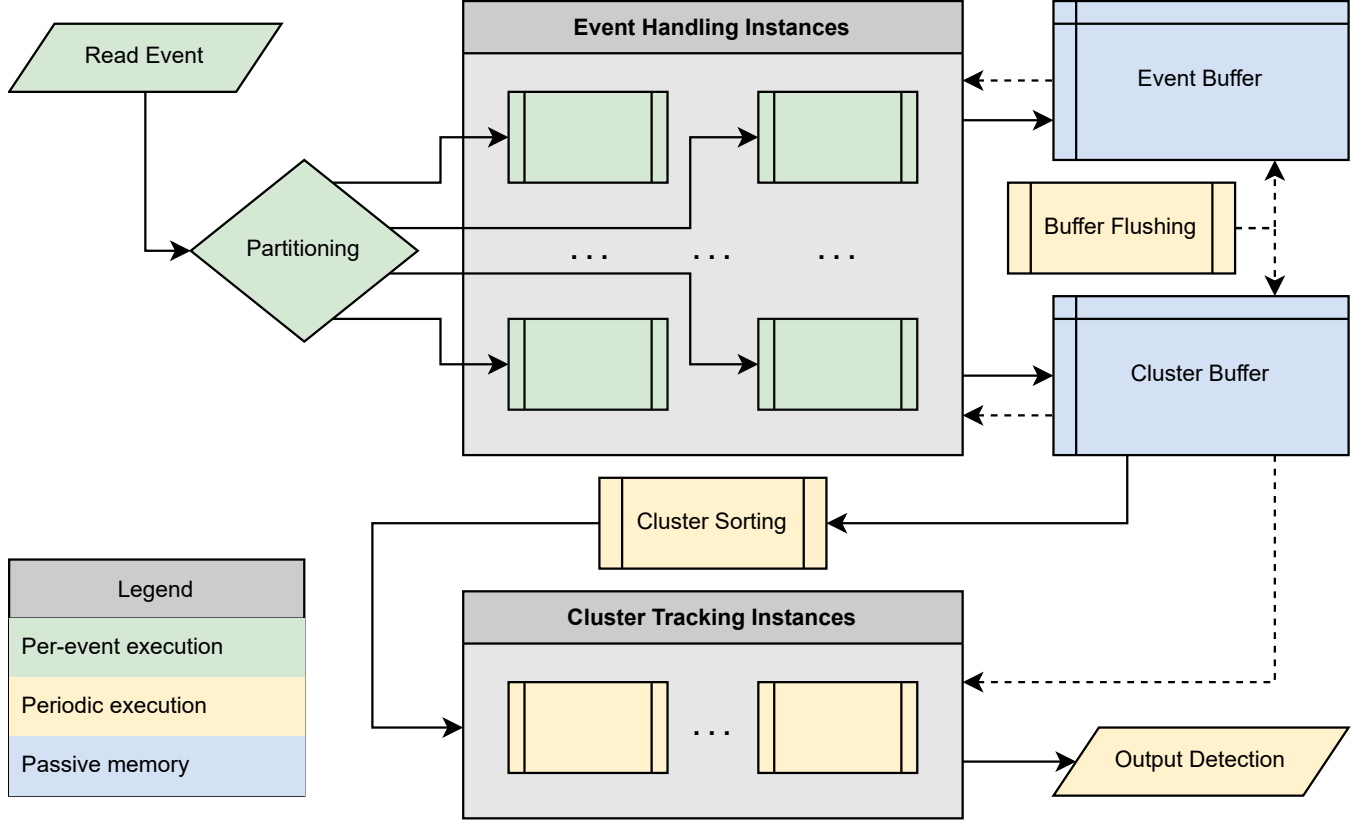 Read Event
Event Handling Instances
Event Buffer
Partitioning
Buffer Flushing
. . .
. . .
. . .
Cluster Buffer
Cluster Sorting
Legend
Per-event execution
Periodic execution
Passive memory
Cluster Tracking Instances
. . .
Output Detection